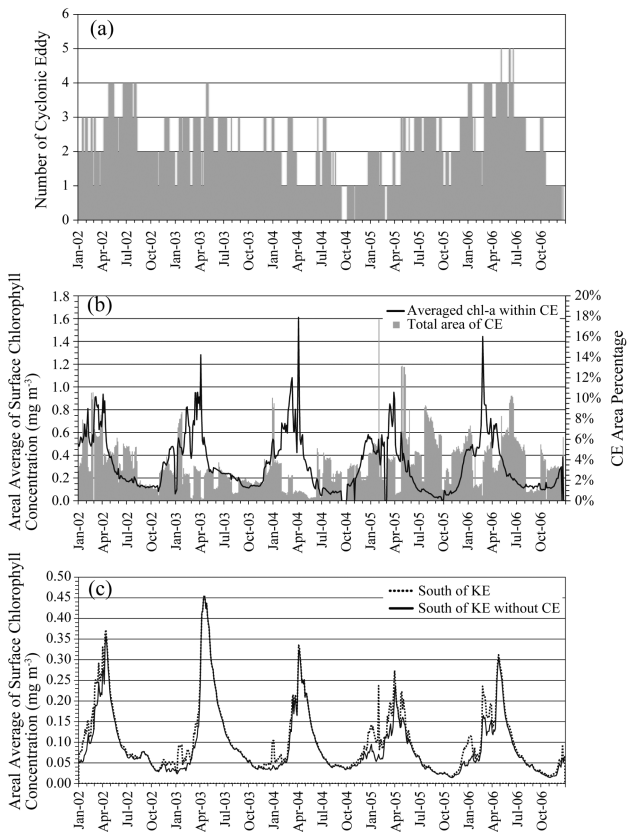 (a)
Number of Cyclonic Eddy
6
5
4
3
2
1
0
Jan-02
Apr-02
Jul-02
Oct-02
Jan-03
Apr-03
Jul-03
Oct-03
Jan-04
Apr-04
Jul-04
Oct-04
Jan-05
Apr-05
Jul-05
Oct-05
Jan-06
Apr-06
Jul-06
Oct-06
(b)
Averaged chl-a within CE
Total area of CE
Areal Average of Surface Chlorophyll
Concentration (mg m-3)
1.8
1.6
1.4
1.2
1.0
0.8
0.6
0.4
0.2
0.0
20%
18%
16%
14%
12%
10%
8%
6%
4%
2%
0%
CE Area Percentage
Jan-02
Apr-02
Jul-02
Oct-02
Jan-03
Apr-03
Jul-03
Oct-03
Jan-04
Apr-04
Jul-04
Oct-04
Jan-05
Apr-05
Jul-05
Oct-05
Jan-06
Apr-06
Jul-06
Oct-06
(c)
South of KE
South of KE without CE
Areal Average of Surface Chlorophyll
Concentration (mg m-3)
0.50
0.45
0.40
0.35
0.30
0.25
0.20
0.15
0.10
0.05
0.00
Jan-02
Apr-02
Jul-02
Oct-02
Jan-03
Apr-03
Jul-03
Oct-03
Jan-04
Apr-04
Jul-04
Oct-04
Jan-05
Apr-05
Jul-05
Oct-05
Jan-06
Apr-06
Jul-06
Oct-06